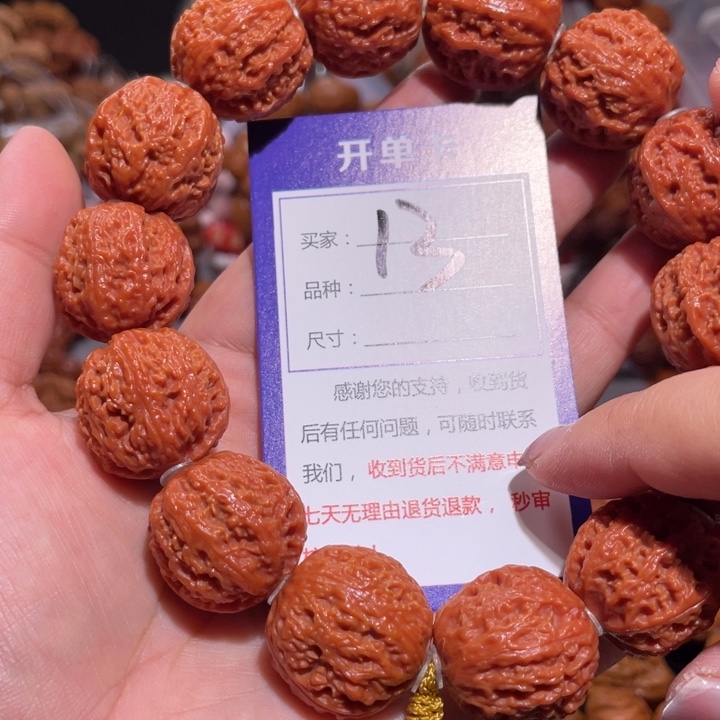 开单卡
13
买家：
品种：
尺寸：
感谢您的支持，收到货
后有任何问题，可随时联系
我们，收到货后不满意
七天无理由退货退款，秒审